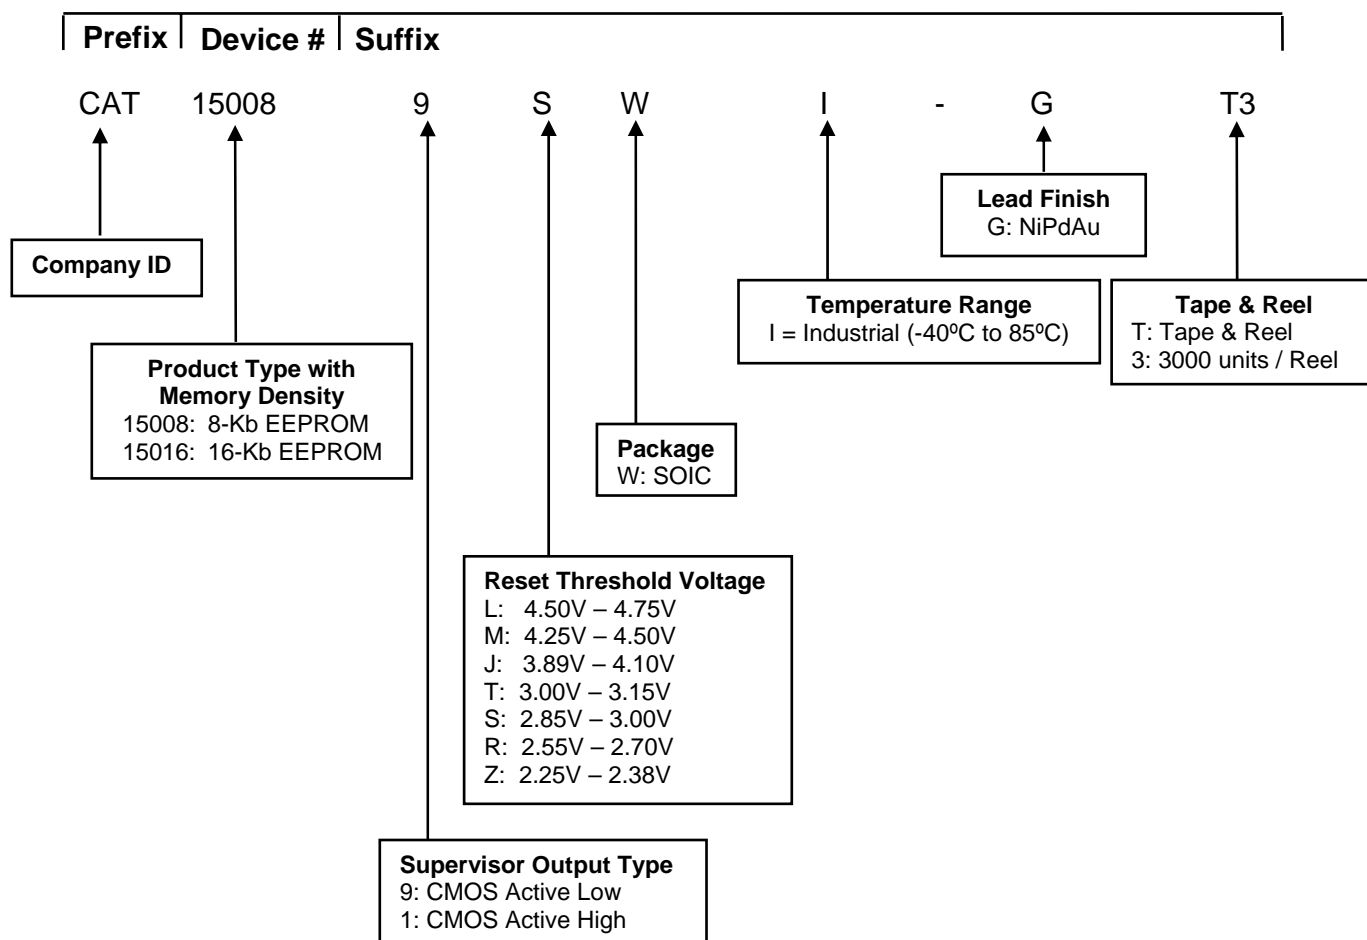 Prefix Device # Suffix
CAT 15008 9 S W I - G T3
Lead Finish
G: NiPdAu
Company ID
Temperature Range
I = Industrial (-40ºC to 85ºC)
Tape & Reel
T: Tape & Reel
3: 3000 units / Reel
Product Type with
Memory Density
15008: 8-Kb EEPROM
15016: 16-Kb EEPROM
Package
W: SOIC
Reset Threshold Voltage
L: 4.50V – 4.75V
M: 4.25V – 4.50V
J: 3.89V – 4.10V
T: 3.00V – 3.15V
S: 2.85V – 3.00V
R: 2.55V – 2.70V
Z: 2.25V – 2.38V
Supervisor Output Type
9: CMOS Active Low
1: CMOS Active High